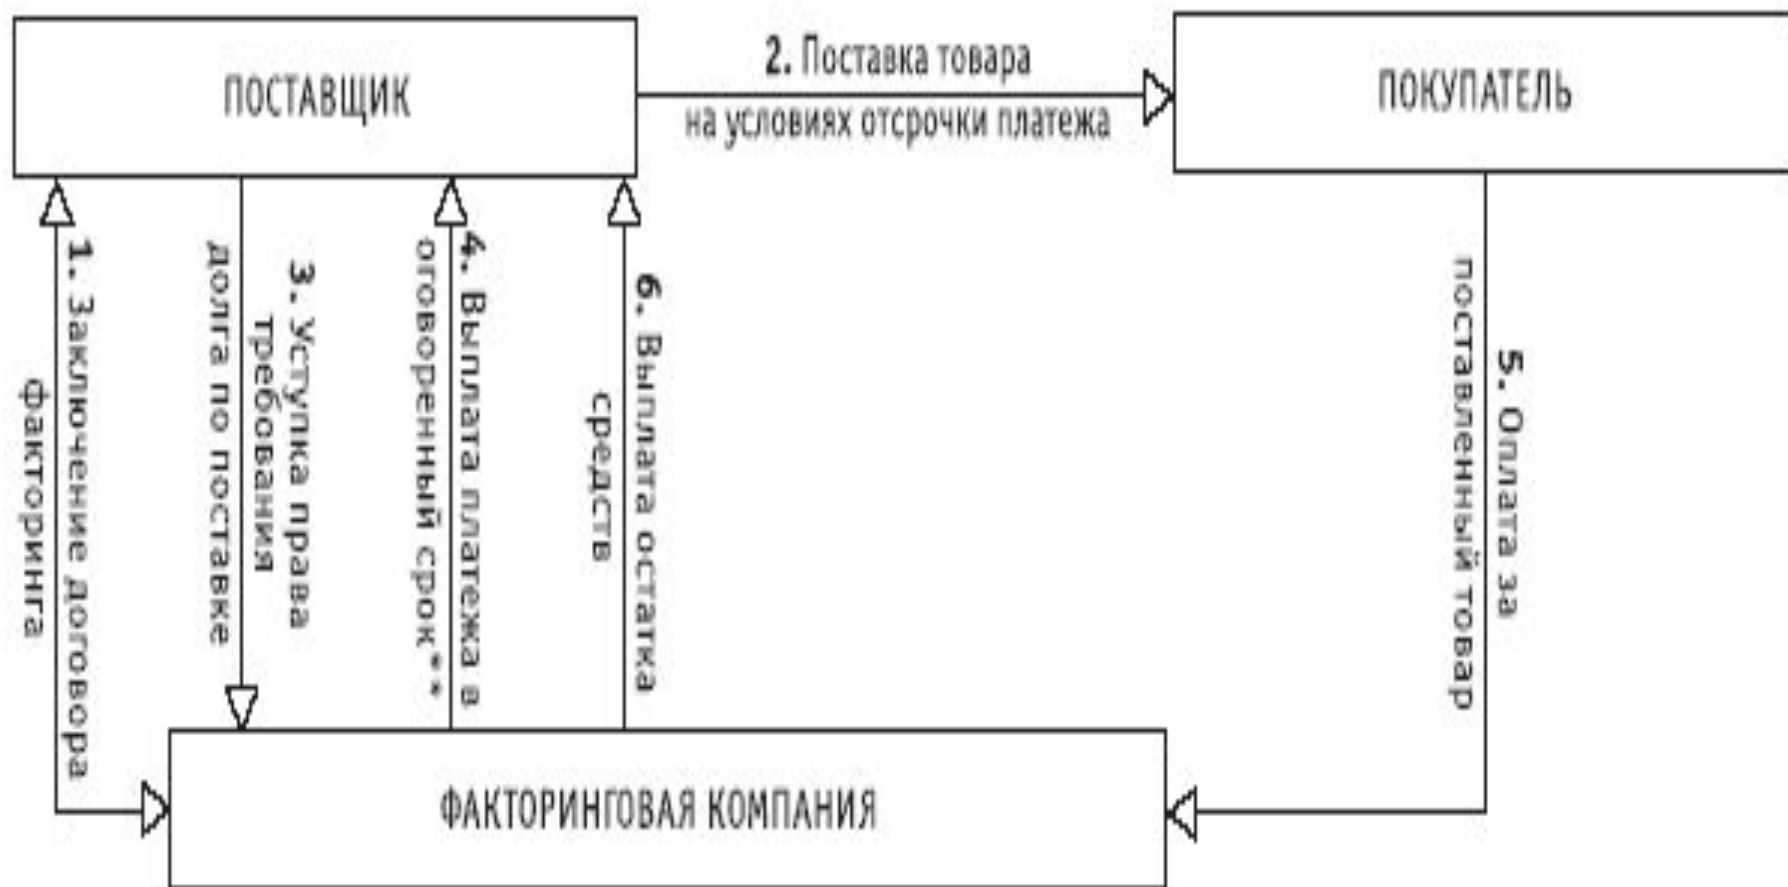 ПОСТАВЩИК
2. Поставка товара
на условиях отсрочки платежа
ПОКУПАТЕЛЬ
1. Заключение договора
факторинга
3. Уступка права
требования
долга по поставке
4. Выплата платежа в
оговоренный срок**
6. Выплата остатка
средств
5. Оплата за
поставленный товар
ФАКТОРИНГОВАЯ КОМПАНИЯ